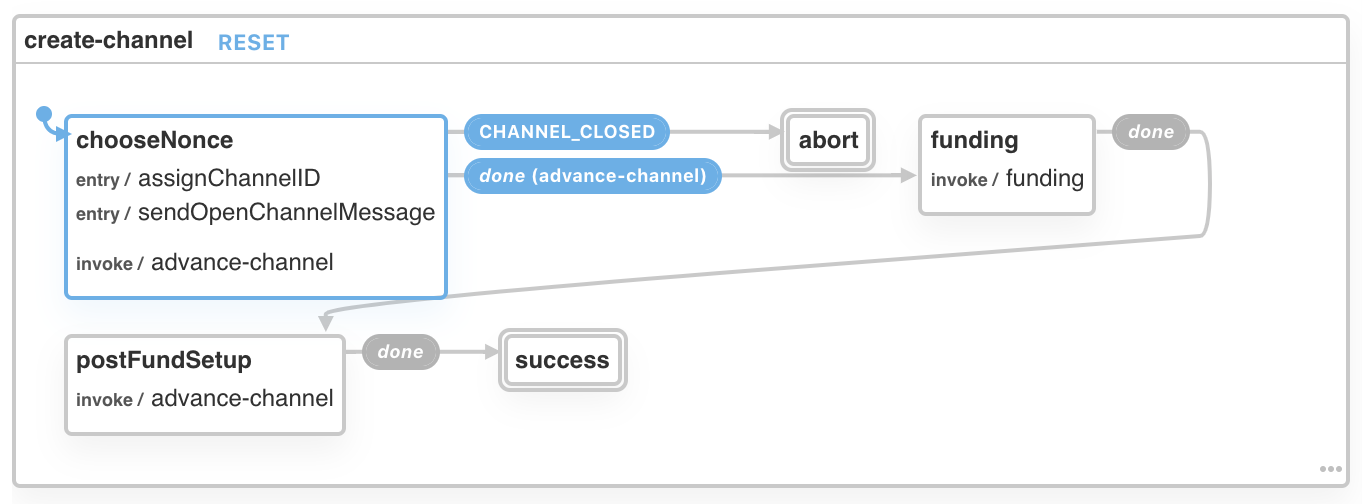 create-channel RESET
chooseNonce
entry / assignChannelID
entry / sendOpenChannelMessage
invoke / advance-channel
CHANNEL_CLOSED
done (advance-channel)
abort
funding
invoke / funding
done
postFundSetup
invoke / advance-channel
done
success